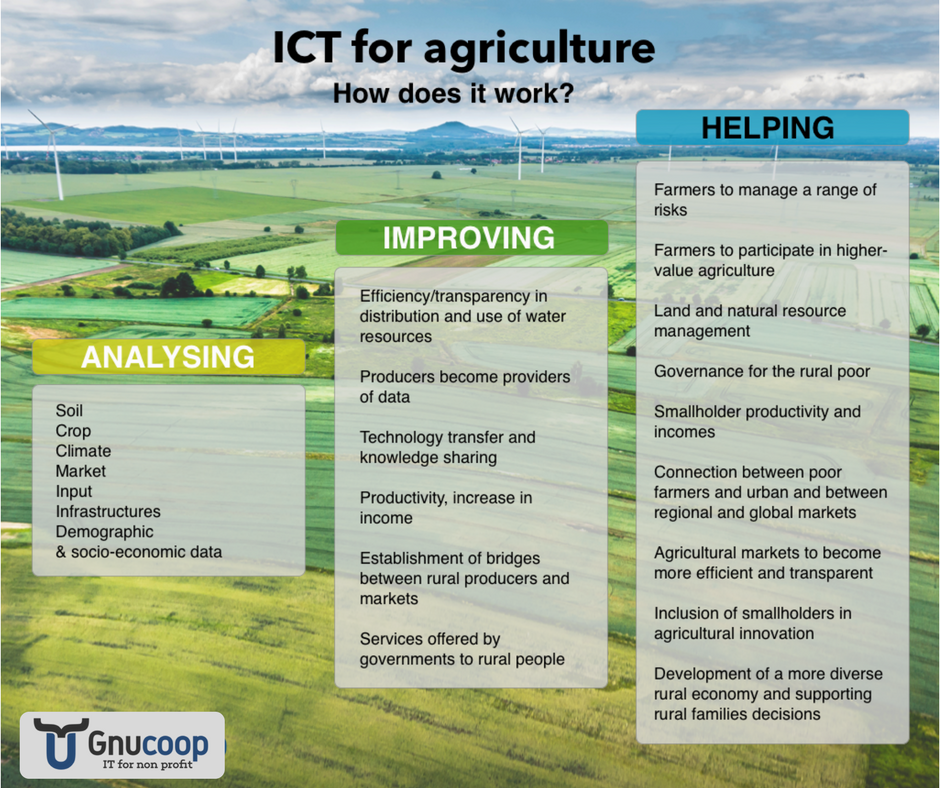 ICT for agriculture
How does it work?
ANALYSING
Soil
Crop
Climate
Market
Input
Infrastructures
Demographic
& socio-economic data
IMPROVING
Efficiency/transparency in
distribution and use of water
resources
Producers become providers
of data
Technology transfer and
knowledge sharing
Productivity, increase in
income
Establishment of bridges
between rural producers and
markets
Services offered by
governments to rural people
HELPING
Farmers to manage a range of
risks
Farmers to participate in higher-
value agriculture
Land and natural resource
management
Governance for the rural poor
Smallholder productivity and
incomes
Connection between poor
farmers and urban and between
regional and global markets
Agricultural markets to become
more efficient and transparent
Inclusion of smallholders in
agricultural innovation
Development of a more diverse
rural economy and supporting
rural families decisions
Gnucoop
IT for non profit